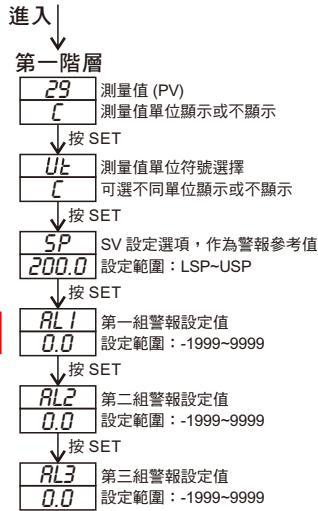 進入
第一階層
29 測量值 (PV)
C 測量值單位顯示或不顯示
按 SET
Ut 測量值單位符號選擇
C 可選不同單位顯示或不顯示
按 SET
SP SV 設定選項，作為警報參考值
200.0 設定範圍：LSP~USP
按 SET
AL1 第一組警報設定值
0.0 設定範圍：-1999~9999
按 SET
AL2 第二組警報設定值
0.0 設定範圍：-1999~9999
按 SET
AL3 第三組警報設定值
0.0 設定範圍：-1999~9999